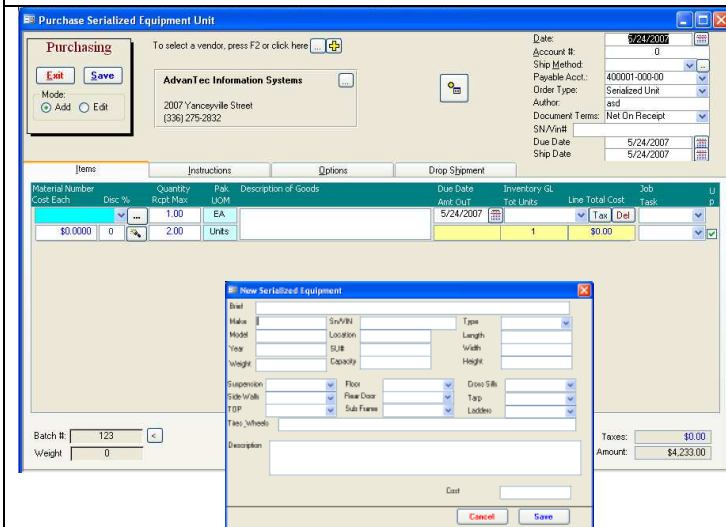 Purchase Serialized Equipment Unit
Purchasing
Exit Save
Mode:
Add Edit
To select a vendor, press F2 or click here ...
AdvanTec Information Systems ...
2007 Yanceyville Street
(336) 275-2832
Date: 5/24/2007
Account #: 0
Ship Method: ...
Payable Acct.: 400001-000-00
Order Type: Serialized Unit
Author: asd
Document Terms: Net On Receipt
SN/Vin#
Due Date 5/24/2007
Ship Date 5/24/2007
Items Instructions Options Drop Shipment
Material Number Quantity Pak Description of Goods Due Date Inventory GL Job U
Cost Each Disc % Rcpt Max UOM Amt OuT Tot Units Line Total Cost Task p
... 1.00 EA 5/24/2007 Tax Del
$0.0000 0 2.00 Units 1 $0.00
New Serialized Equipment
Brief
Make Sn/VIN Type
Model Location Length
Year SU# Width
Weight Capacity Height
Suspension Floor Cross Sills
Side Walls Rear Door Tarp
TOP Sub Frame Ladders
Tires_Wheels
Description
Cost
Cancel Save
Batch #: 123 <
Weight 0
Taxes: $0.00
Amount: $4,233.00